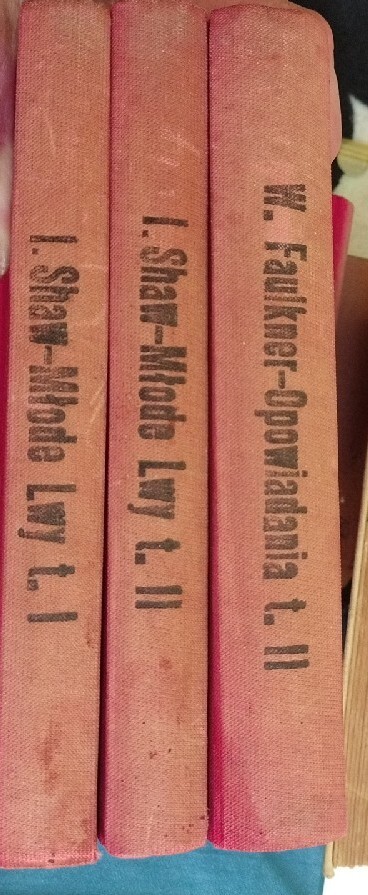 I. Shaw-Młode Lwy t. I
I. Shaw-Młode Lwy t. II
W. Faulkner-Opowiadania t. II